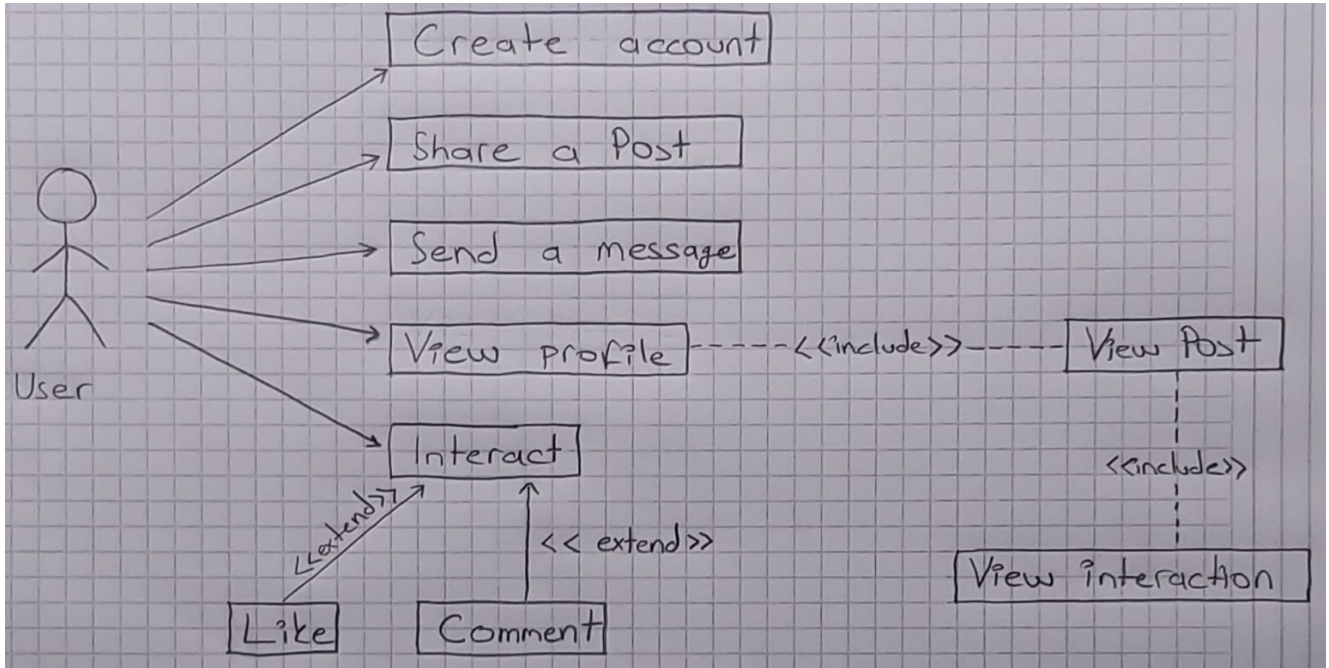 Create account
Share a Post
Send a message
View profile
<<include>>
View Post
User
Interact
<<include>>
<<extend>>
<< extend>>
View interaction
Like
Comment